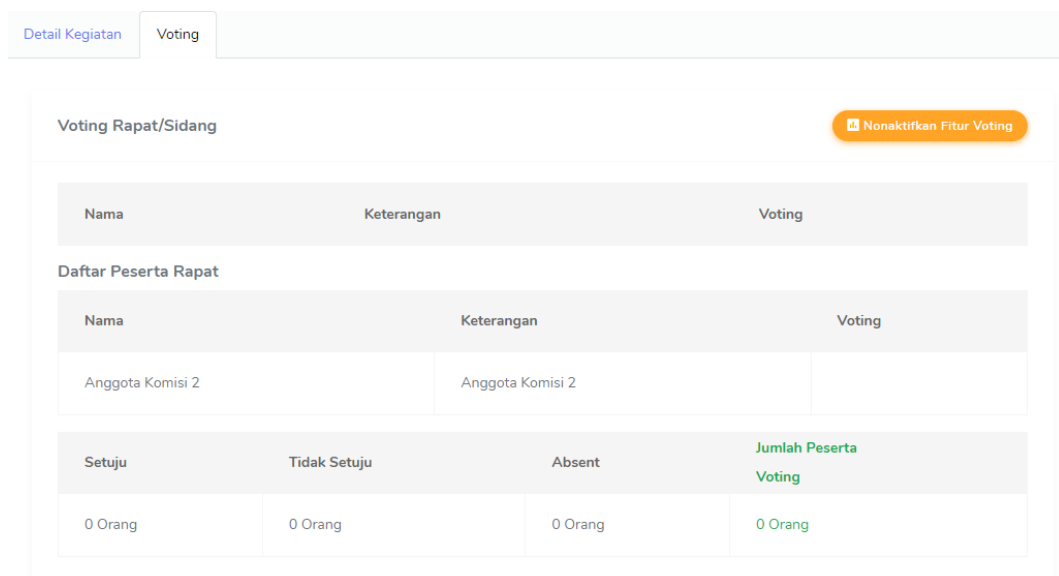 Detail Kegiatan Voting
Voting Rapat/Sidang Nonaktifkan Fitur Voting
Nama Keterangan Voting
Daftar Peserta Rapat
Nama Keterangan Voting
Anggota Komisi 2 Anggota Komisi 2
Setuju Tidak Setuju Absent Jumlah Peserta
Voting
0 Orang 0 Orang 0 Orang 0 Orang